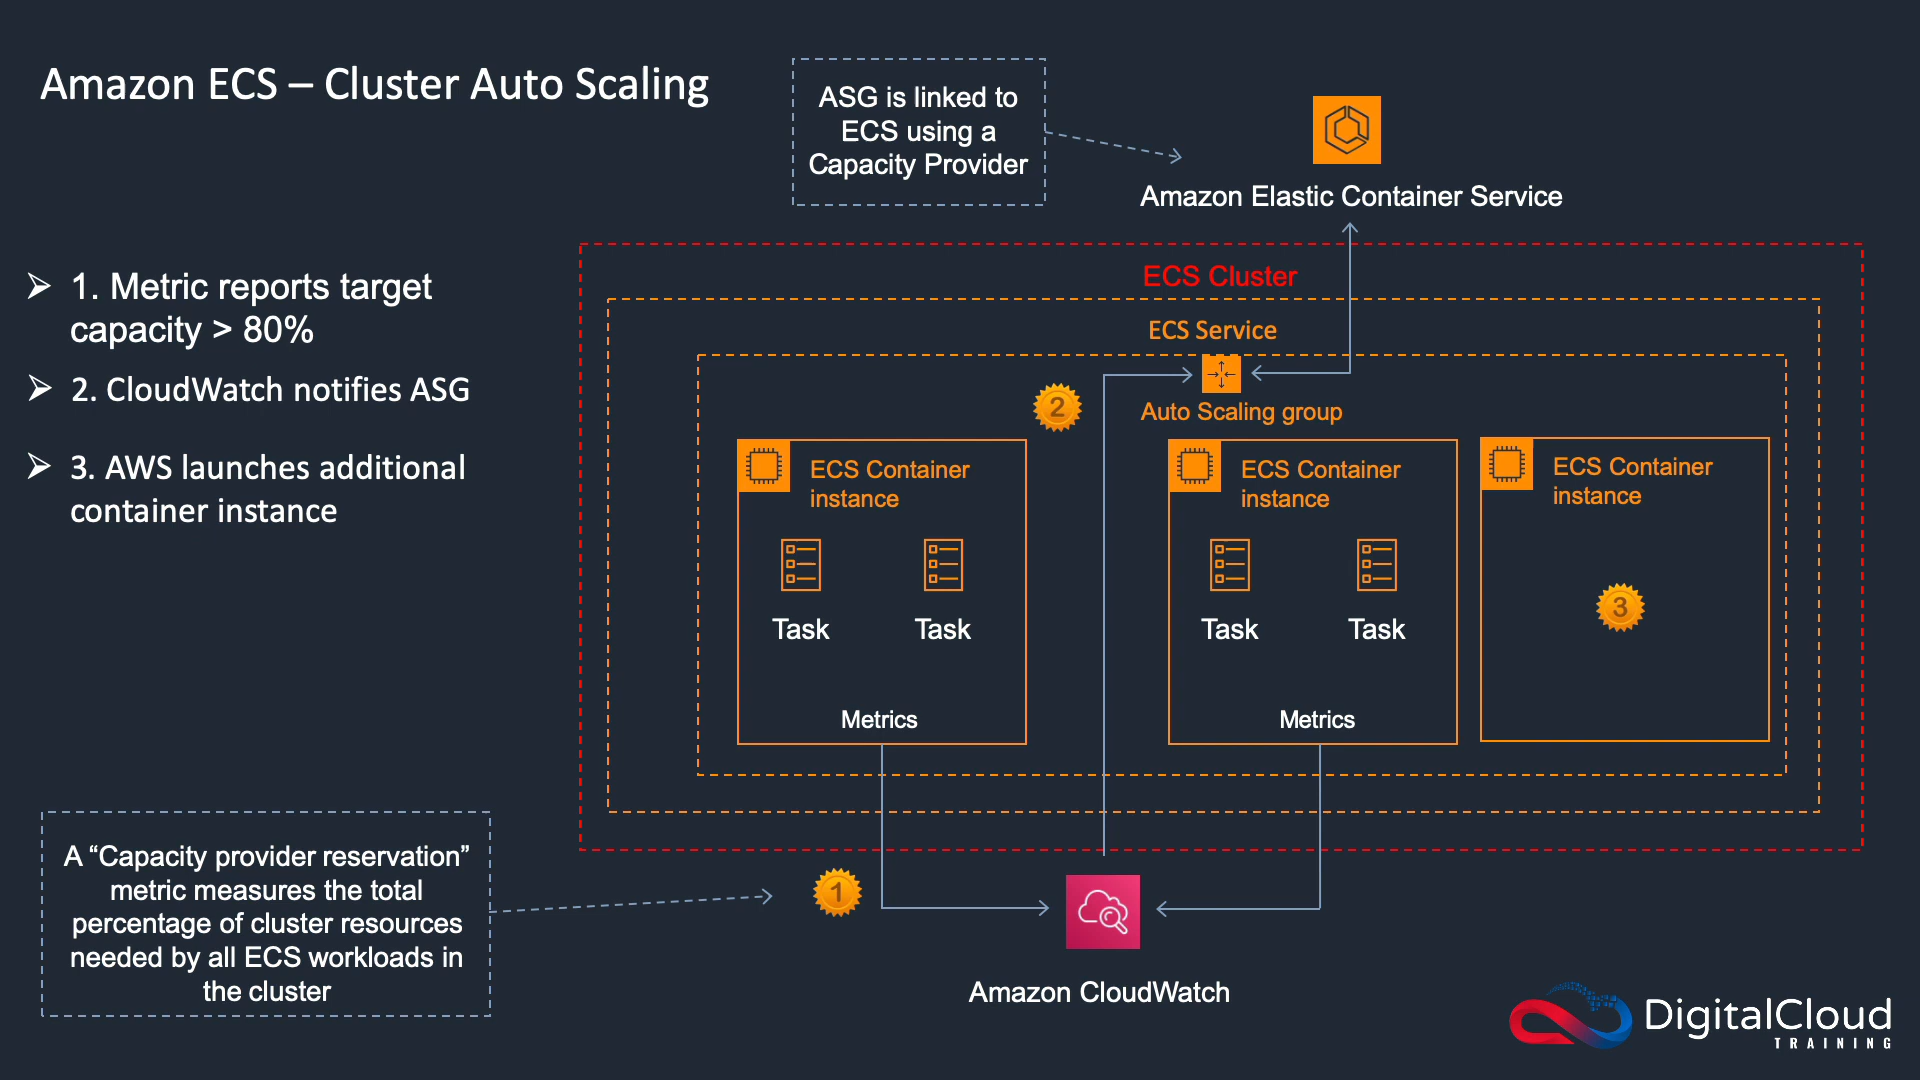 Amazon ECS – Cluster Auto Scaling
ASG is linked to
ECS using a
Capacity Provider
Amazon Elastic Container Service
1. Metric reports target
capacity > 80%
2. CloudWatch notifies ASG
3. AWS launches additional
container instance
ECS Cluster
ECS Service
Auto Scaling group
2
ECS Container
instance
Task
Task
Metrics
ECS Container
instance
Task
Task
Metrics
ECS Container
instance
3
A “Capacity provider reservation”
metric measures the total
percentage of cluster resources
needed by all ECS workloads in
the cluster
1
Amazon CloudWatch
DigitalCloud
TRAINING